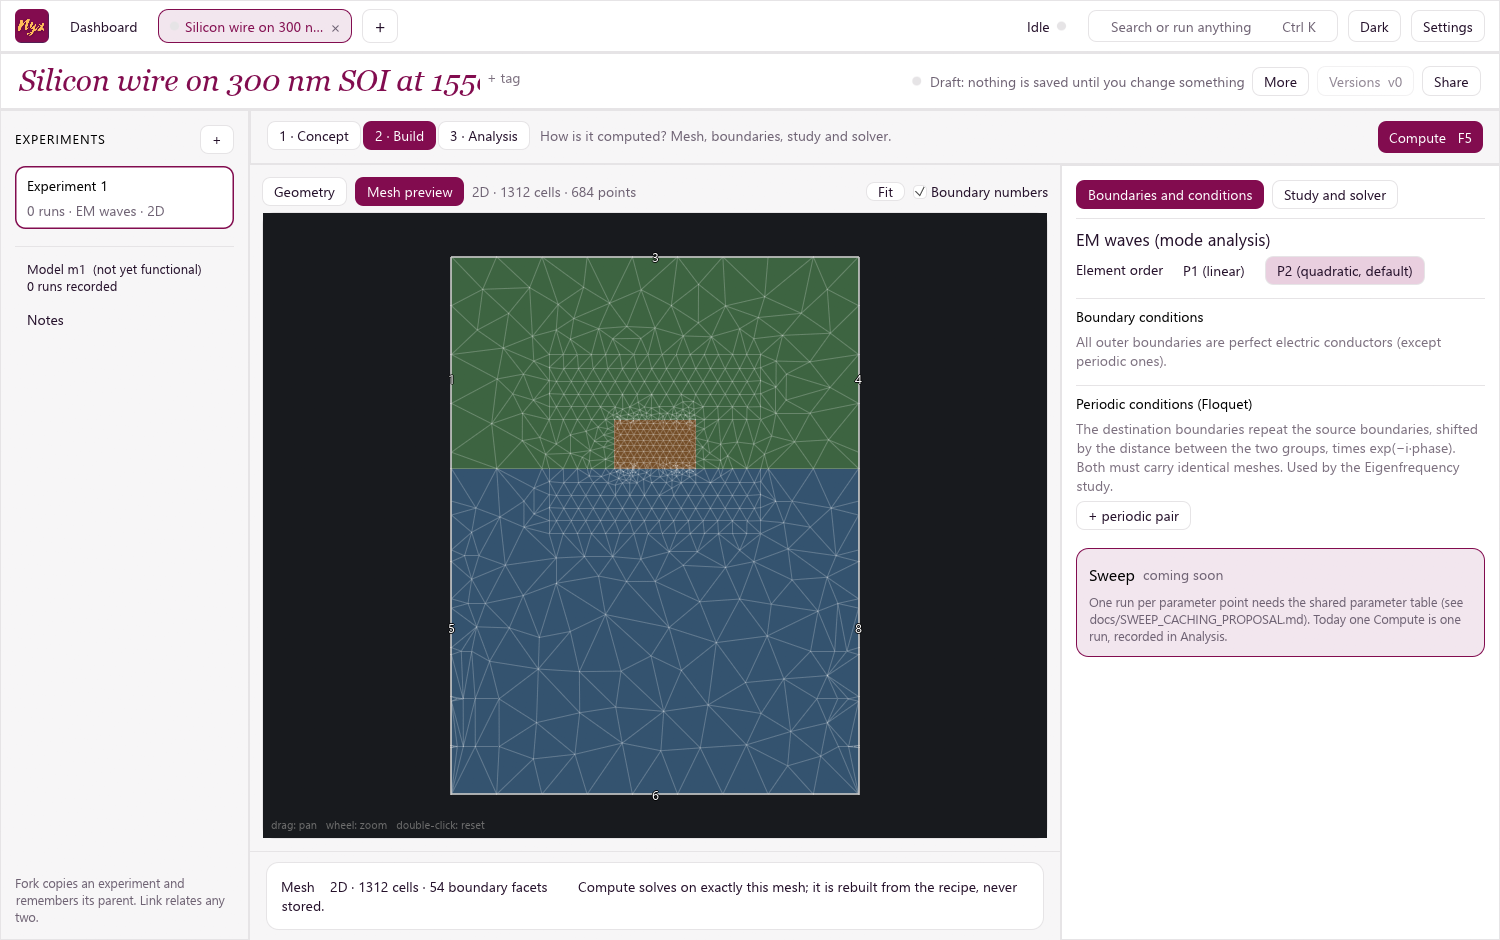 Nyx
Dashboard
Silicon wire on 300 n... ×
+
Idle
Search or run anything Ctrl K
Dark
Settings
Silicon wire on 300 nm SOI at 155
+ tag
Draft: nothing is saved until you change something
More
Versions v0
Share
EXPERIMENTS
+
Experiment 1
0 runs · EM waves · 2D
Model m1 (not yet functional)
0 runs recorded
Notes
Fork copies an experiment and
remembers its parent. Link relates any
two.
1 · Concept
2 · Build
3 · Analysis
How is it computed? Mesh, boundaries, study and solver.
Compute F5
Geometry
Mesh preview
2D · 1312 cells · 684 points
Fit
Boundary numbers
3
1
4
5
8
6
drag: pan wheel: zoom double-click: reset
Mesh 2D · 1312 cells · 54 boundary facets Compute solves on exactly this mesh; it is rebuilt from the recipe, never
stored.
Boundaries and conditions
Study and solver
EM waves (mode analysis)
Element order P1 (linear) P2 (quadratic, default)
Boundary conditions
All outer boundaries are perfect electric conductors (except
periodic ones).
Periodic conditions (Floquet)
The destination boundaries repeat the source boundaries, shifted
by the distance between the two groups, times exp(−i·phase).
Both must carry identical meshes. Used by the Eigenfrequency
study.
+ periodic pair
Sweep coming soon
One run per parameter point needs the shared parameter table (see
docs/SWEEP_CACHING_PROPOSAL.md). Today one Compute is one
run, recorded in Analysis.